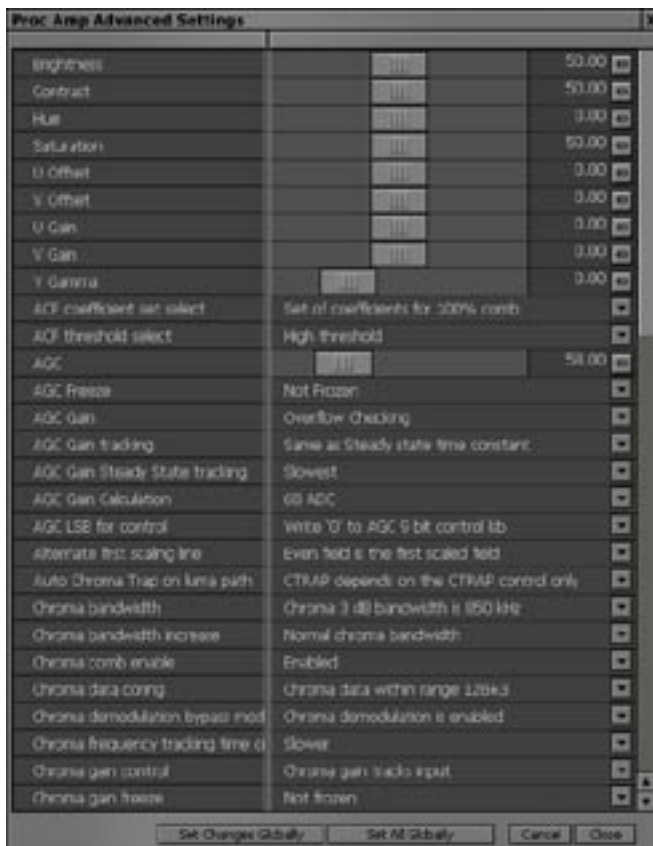 Proc Amp Advanced Settings
Brightness 50.00
Contrast 50.00
Hue 0.00
Saturation 50.00
U Offset 0.00
V Offset 0.00
U Gain 0.00
V Gain 0.00
Y Gamma 0.00
ACF coefficient set select Set of coefficients for 100% comb
ACF threshold select High threshold
AGC 58.00
AGC Freeze Not Frozen
AGC Gain Overflow Checking
AGC Gain tracking Same as Steady state time constant
AGC Gain Steady State tracking Slowest
AGC Gain Calculation 68 ADC
AGC LSB for control Write '0' to AGC 9 bit control lsb
Alternate first scaling line Even field is the first scaled field
Auto Chroma Trap on luma path CTRAP depends on the CTRAP control only
Chroma bandwidth Chroma 3 dB bandwidth is 850 kHz
Chroma bandwidth increase Normal chroma bandwidth
Chroma comb enable Enabled
Chroma data coring Chroma data within range 128±3
Chroma demodulation bypass mod Chroma demodulation is enabled
Chroma frequency tracking time c Slower
Chroma gain control Chroma gain tracks input
Chroma gain freeze Not frozen
Set Changes Globally Set All Globally Cancel Close